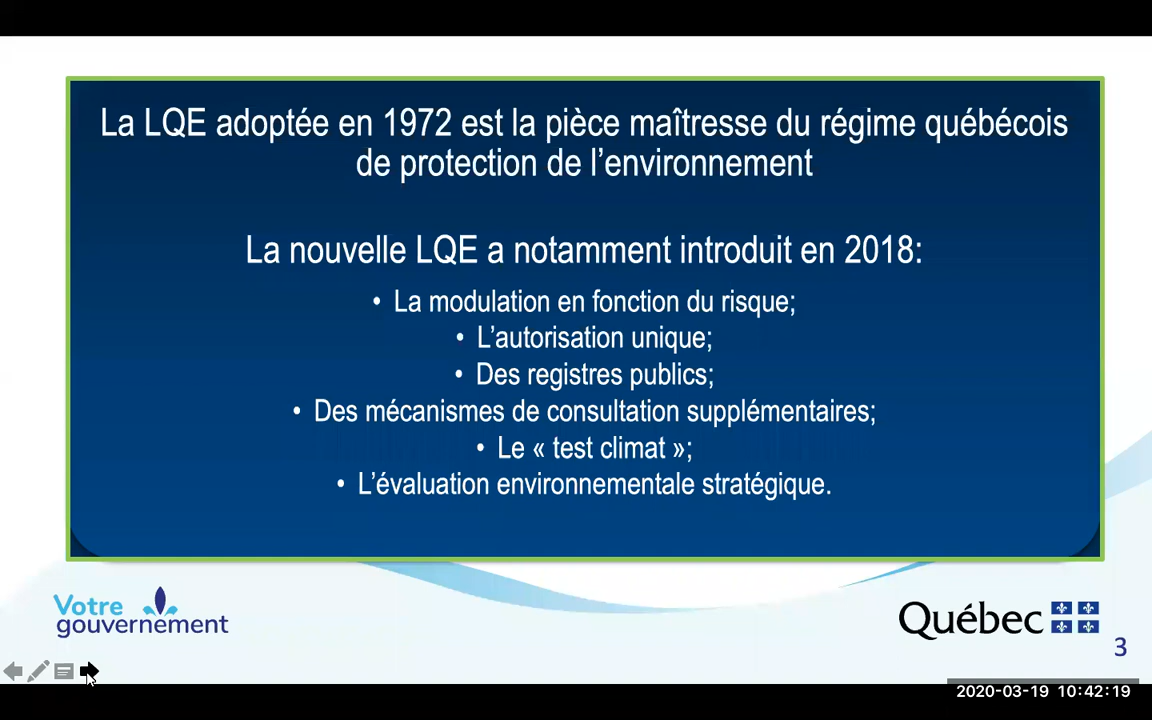 La LQE adoptée en 1972 est la pièce maîtresse du régime québécois
de protection de l’environnement
La nouvelle LQE a notamment introduit en 2018:
• La modulation en fonction du risque;
• L’autorisation unique;
• Des registres publics;
• Des mécanismes de consultation supplémentaires;
• Le « test climat »;
• L’évaluation environnementale stratégique.
Votre
gouvernement
Québec
3
2020-03-19 10:42:19